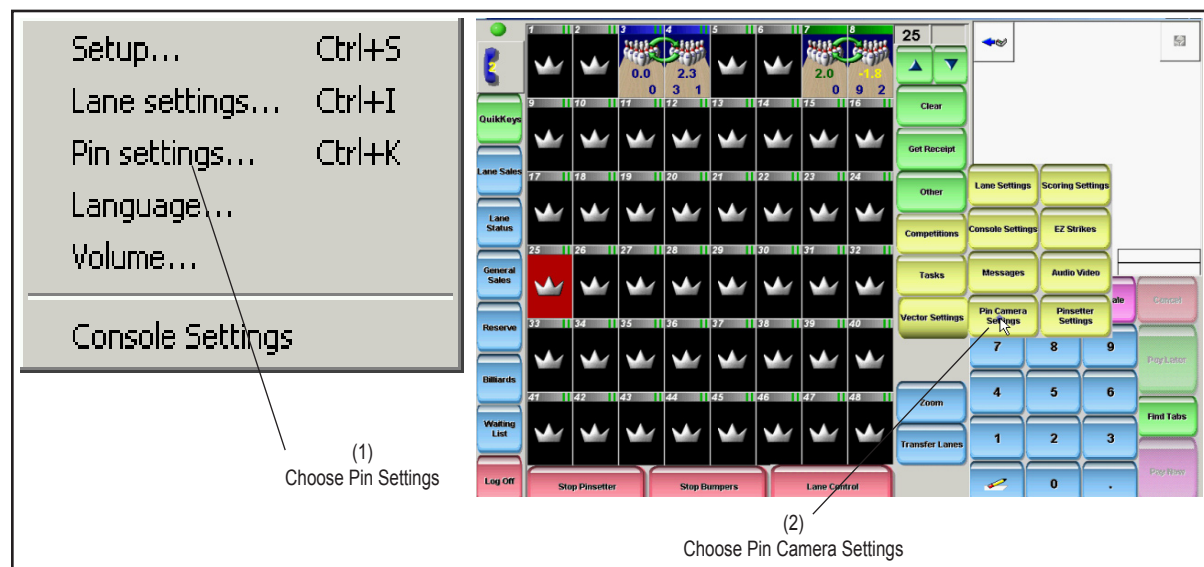 Setup... Ctrl+S
Lane settings... Ctrl+I
Pin settings... Ctrl+K
Language...
Volume...
Console Settings
(1)
Choose Pin Settings
2
QuikKeys
Lane Sales
Lane
Status
General
Sales
Reserve
Billiards
Waiting
List
Log Off
1 2 3 4 5 6 7 8
0.0 2.3 2.0 -1.8
0 3 1 0 9 2
9 10 11 12 13 14 15 16
17 18 19 20 21 22 23 24
25 26 27 28 29 30 31 32
33 34 35 36 37 38 39 40
41 42 43 44 45 46 47 48
Stop Pinsetter
Stop Bumpers
Lane Control
25
Clear
Get Receipt
Other
Competitions
Tasks
Vector Settings
Zoom
Transfer Lanes
Lane Settings Scoring Settings
Console Settings EZ Strikes
Messages Audio Video
Pin Camera
Settings
Pinsetter
Settings
Cancel
7 8 9
4 5 6
1 2 3
0 .
Pay Later
Find Tabs
Pay Now
(2)
Choose Pin Camera Settings